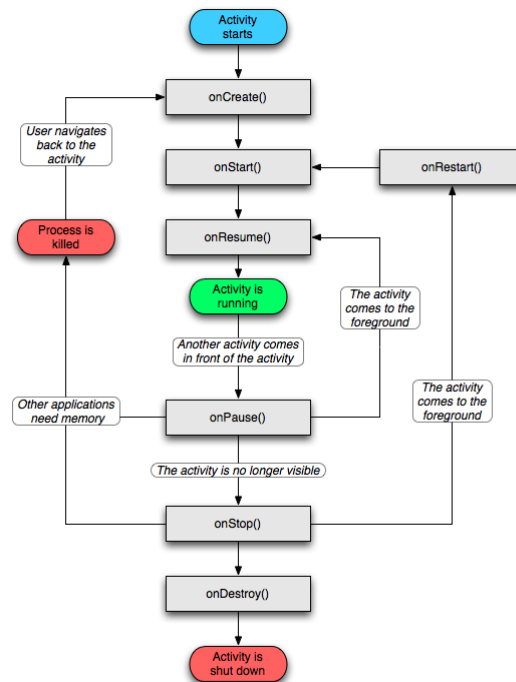 Activity
starts
onCreate()
User navigates
back to the
activity
onStart()
onRestart()
Process is
killed
onResume()
Activity is
running
The activity
comes to the
foreground
Another activity comes
in front of the activity
Other applications
need memory
onPause()
The activity
comes to the
foreground
The activity is no longer visible
onStop()
onDestroy()
Activity is
shut down